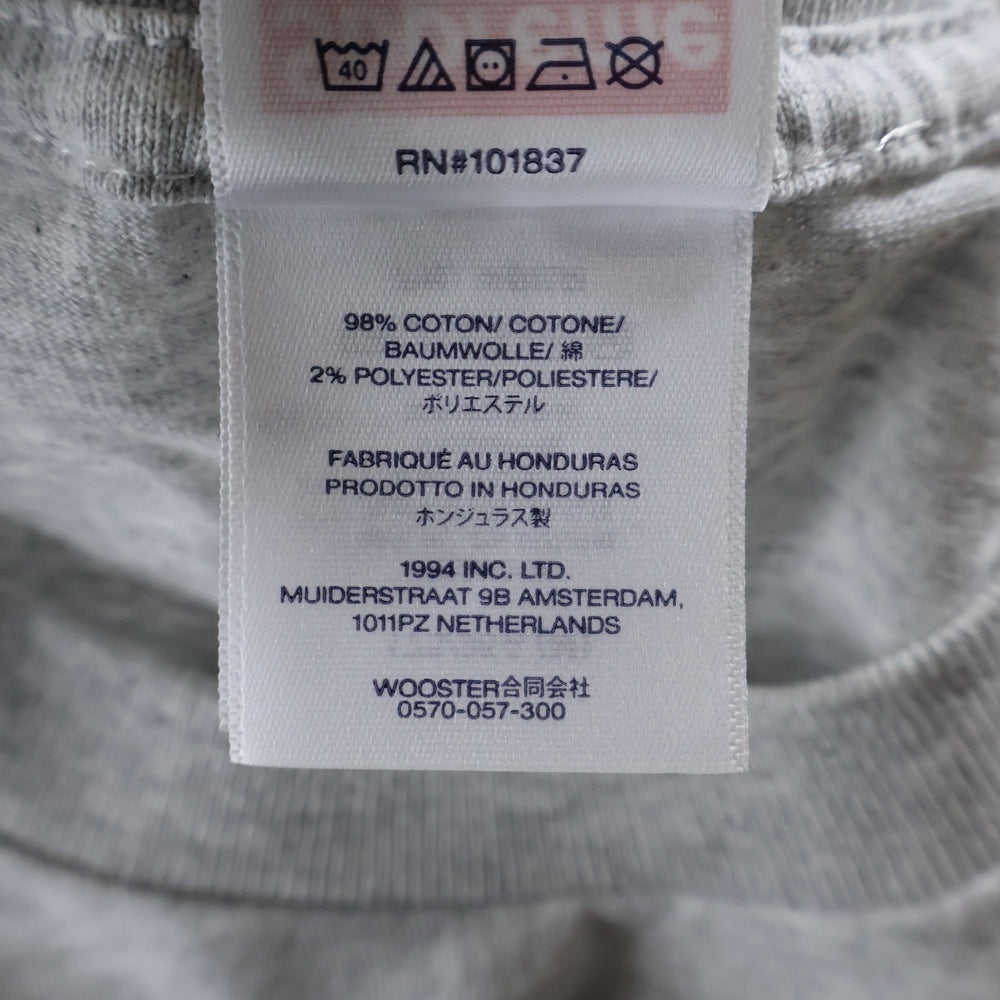 40
RN#101837
98% COTON/ COTONE/
BAUMWOLLE/ 綿
2% POLYESTER/POLIESTERE/
ポリエステル
FABRIQUÉ AU HONDURAS
PRODOTTO IN HONDURAS
ホンジュラス製
1994 INC. LTD.
MUIDERSTRAAT 9B AMSTERDAM,
1011PZ NETHERLANDS
WOOSTER合同会社
0570-057-300